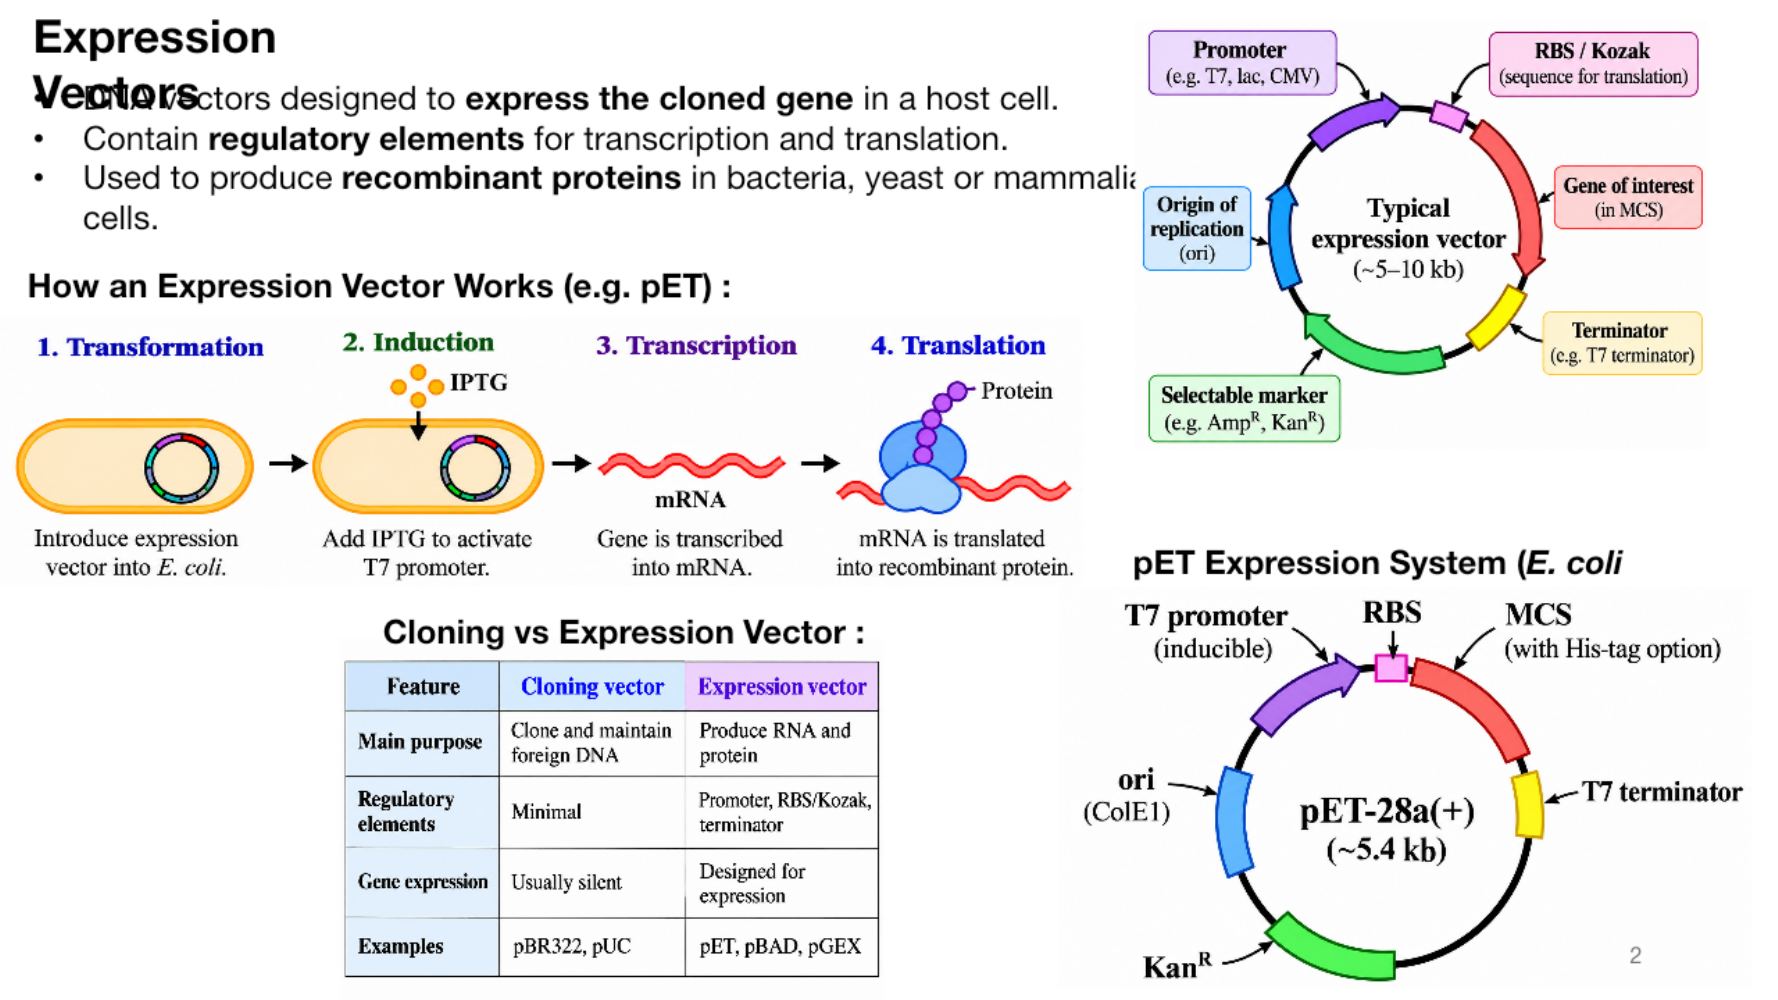 Expression
Vectors
• DNA vectors designed to express the cloned gene in a host cell.
• Contain regulatory elements for transcription and translation.
• Used to produce recombinant proteins in bacteria, yeast or mammalia
cells.
Promoter
(e.g. T7, lac, CMV)
RBS / Kozak
(sequence for translation)
Origin of
replication
(ori)
Typical
expression vector
(~5–10 kb)
Gene of interest
(in MCS)
Terminator
(e.g. T7 terminator)
Selectable marker
(e.g. Amp^R, Kan^R)
How an Expression Vector Works (e.g. pET) :
1. Transformation
2. Induction
3. Transcription
4. Translation
IPTG
Protein
mRNA
Introduce expression
vector into E. coli.
Add IPTG to activate
T7 promoter.
Gene is transcribed
into mRNA.
mRNA is translated
into recombinant protein.
Cloning vs Expression Vector :
Feature Cloning vector Expression vector
Main purpose
Clone and maintain
foreign DNA
Produce RNA and
protein
Regulatory
elements
Minimal
Promoter, RBS/Kozak,
terminator
Gene expression
Usually silent
Designed for
expression
Examples pBR322, pUC pET, pBAD, pGEX
pET Expression System (E. coli
T7 promoter
(inducible)
RBS
MCS
(with His-tag option)
ori
(ColE1)
pET-28a(+)
(~5.4 kb)
T7 terminator
Kan^R
2